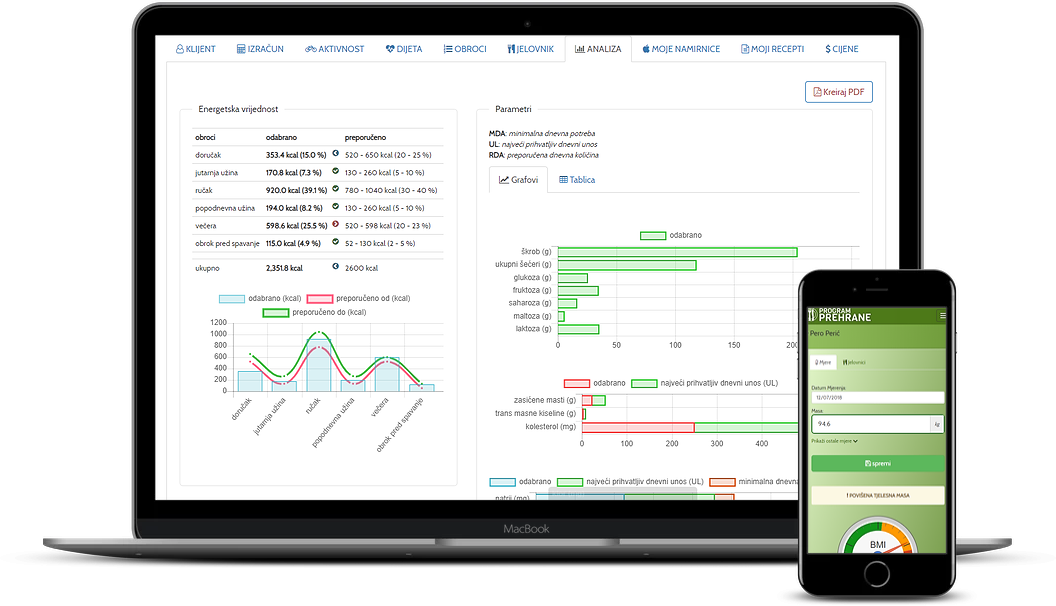 KLIJENT IZRAČUN AKTIVNOST DIJETA OBROCI JELOVNIK ANALIZA MOJE NAMIRNICE MOJI RECEPTI $ CIJENE
Kreiraj PDF
Energetska vrijednost
obroci odabrano preporučeno
doručak 353.4 kcal (15.0 %) 520 - 650 kcal (20 - 25 %)
jutarnja užina 170.8 kcal (7.3 %) 130 - 260 kcal (5 - 10 %)
ručak 920.0 kcal (39.1 %) 780 - 1040 kcal (30 - 40 %)
popodnevna užina 194.0 kcal (8.2 %) 130 - 260 kcal (5 - 10 %)
večera 598.6 kcal (25.5 %) 520 - 598 kcal (20 - 23 %)
obrok pred spavanje 115.0 kcal (4.9 %) 52 - 130 kcal (2 - 5 %)
ukupno 2,351.8 kcal 2600 kcal
odabrano (kcal) preporučeno od (kcal)
preporučeno do (kcal)
1200
1000
800
600
400
200
0
doručak jutarnja užina ručak popodnevna užina večera obrok pred spavanje
Parametri
MDA: minimalna dnevna potreba
UL: najveći prihvatljiv dnevni unos
RDA: preporučena dnevna količina
Grafovi Tablica
odabrano
škrob (g)
ukupni šećeri (g)
glukoza (g)
fruktoza (g)
saharoza (g)
maltoza (g)
laktoza (g)
0 50 100 150 200
odabrano najveći prihvatljiv dnevni unos (UL)
zasićene masti (g)
trans masne kiseline (g)
kolesterol (mg)
0 100 200 300 400
odabrano najveći prihvatljiv dnevni unos (UL) minimalna dnevna
natrij (mg)
MacBook
PROGRAM
PREHRANE
Pero Perić
Mjere Jelovnici
Datum Mjerenja
12/07/2018
Masa
94.6 kg
Prikaži ostale mjere
spremi
! POVIŠENA TJELESNA MASA
BMI